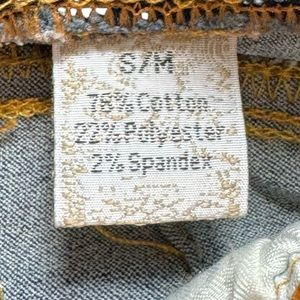 S/M
76% Cotton
22% Polyester
2% Spandex